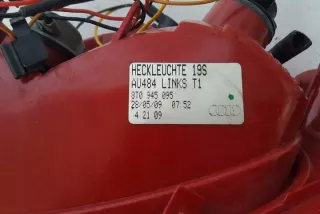 HECKLEUCHTE 19S
AU484 LINKS T1
8T0 945 095
28/05/09 07:52
4 21 09